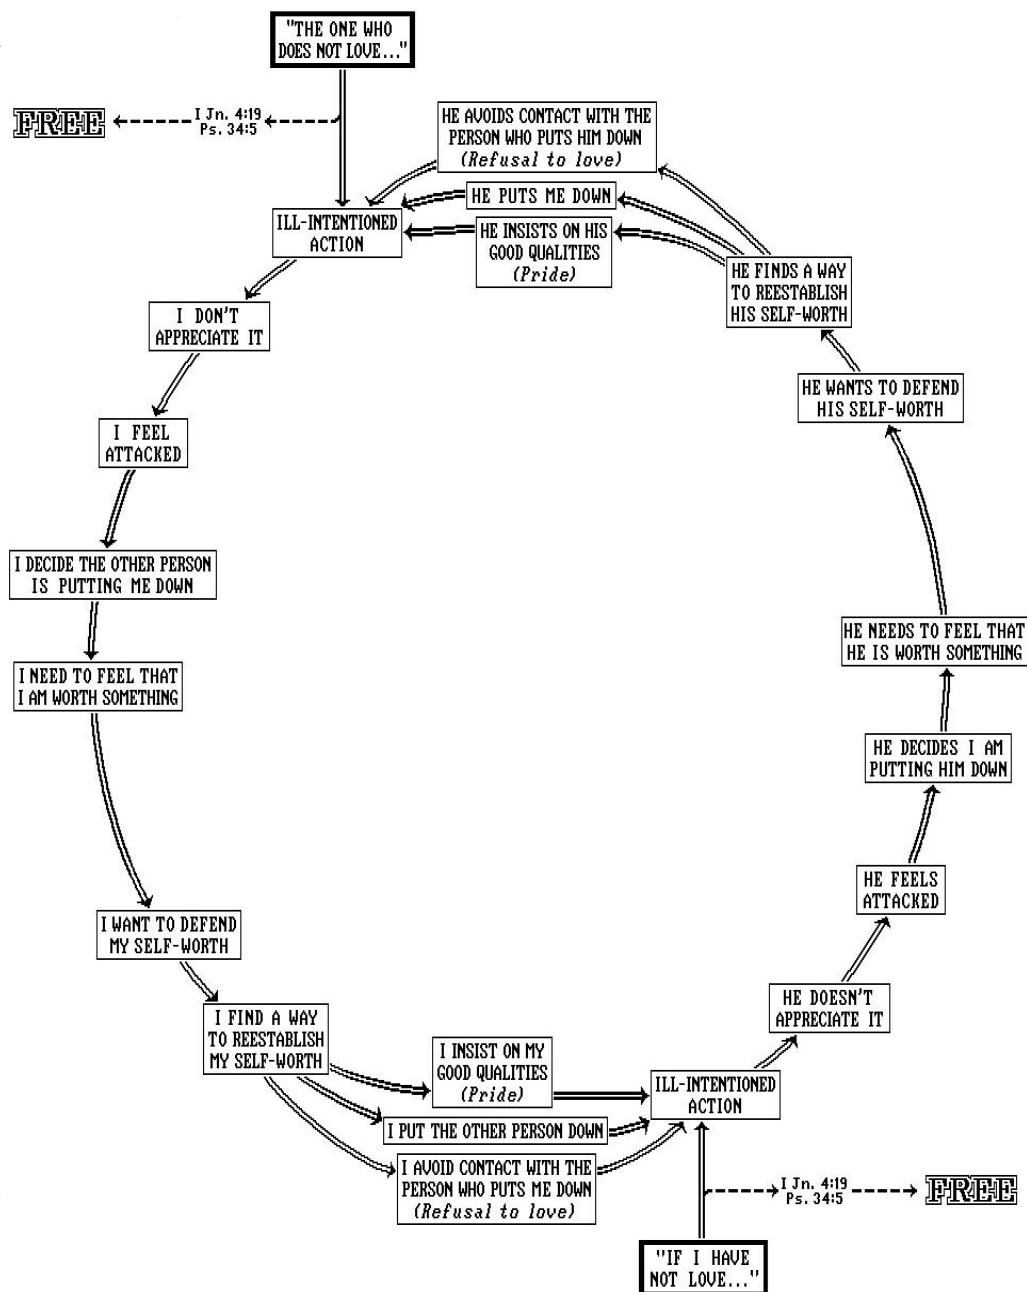 "THE ONE WHO
DOES NOT LOVE..."
FREE
I Jn. 4:19
Ps. 34:5
HE AVOIDS CONTACT WITH THE
PERSON WHO PUTS HIM DOWN
(Refusal to love)
HE PUTS ME DOWN
ILL-INTENTIONED
ACTION
HE INSISTS ON HIS
GOOD QUALITIES
(Pride)
HE FINDS A WAY
TO REESTABLISH
HIS SELF-WORTH
I DON'T
APPRECIATE IT
HE WANTS TO DEFEND
HIS SELF-WORTH
I FEEL
ATTACKED
I DECIDE THE OTHER PERSON
IS PUTTING ME DOWN
HE NEEDS TO FEEL THAT
HE IS WORTH SOMETHING
I NEED TO FEEL THAT
I AM WORTH SOMETHING
HE DECIDES I AM
PUTTING HIM DOWN
HE FEELS
ATTACKED
I WANT TO DEFEND
MY SELF-WORTH
HE DOESN'T
APPRECIATE IT
I FIND A WAY
TO REESTABLISH
MY SELF-WORTH
I INSIST ON MY
GOOD QUALITIES
(Pride)
ILL-INTENTIONED
ACTION
I PUT THE OTHER PERSON DOWN
I AVOID CONTACT WITH THE
PERSON WHO PUTS ME DOWN
(Refusal to love)
I Jn. 4:19
Ps. 34:5
FREE
"IF I HAVE
NOT LOVE..."